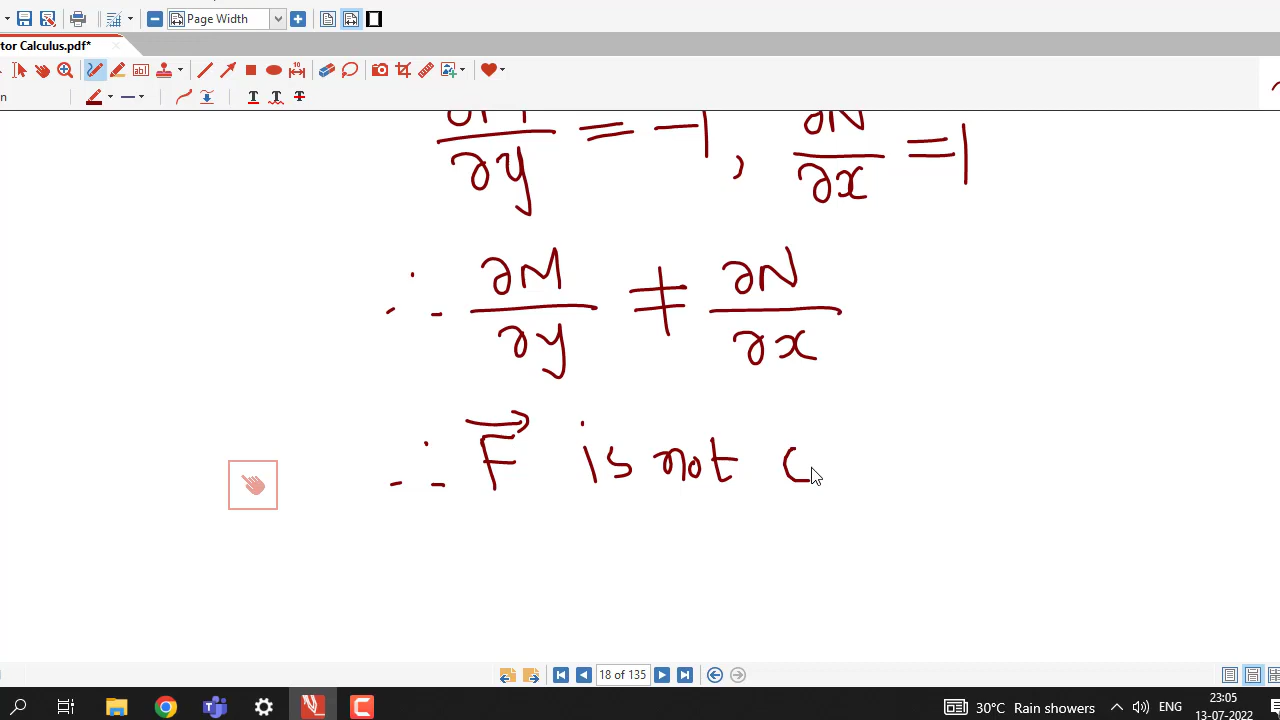 Page Width
tor Calculus.pdf*
n
∂M/∂y = -1, ∂N/∂x = 1
∴ ∂M/∂y ≠ ∂N/∂x
∴ F⃗ is not C
18 of 135
30°C Rain showers ENG 23:05
13-07-2022